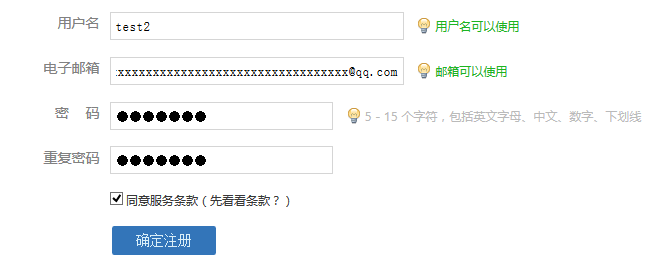 用户名 test2 用户名可以使用
电子邮箱 xxxxxxxxxxxxxxxxxxxxxxxxxxxxxxxxx@qq.com 邮箱可以使用
密 码 ●●●●●●● 5 - 15 个字符，包括英文字母、中文、数字、下划线
重复密码 ●●●●●●●
同意服务条款（先看看条款？）
确定注册